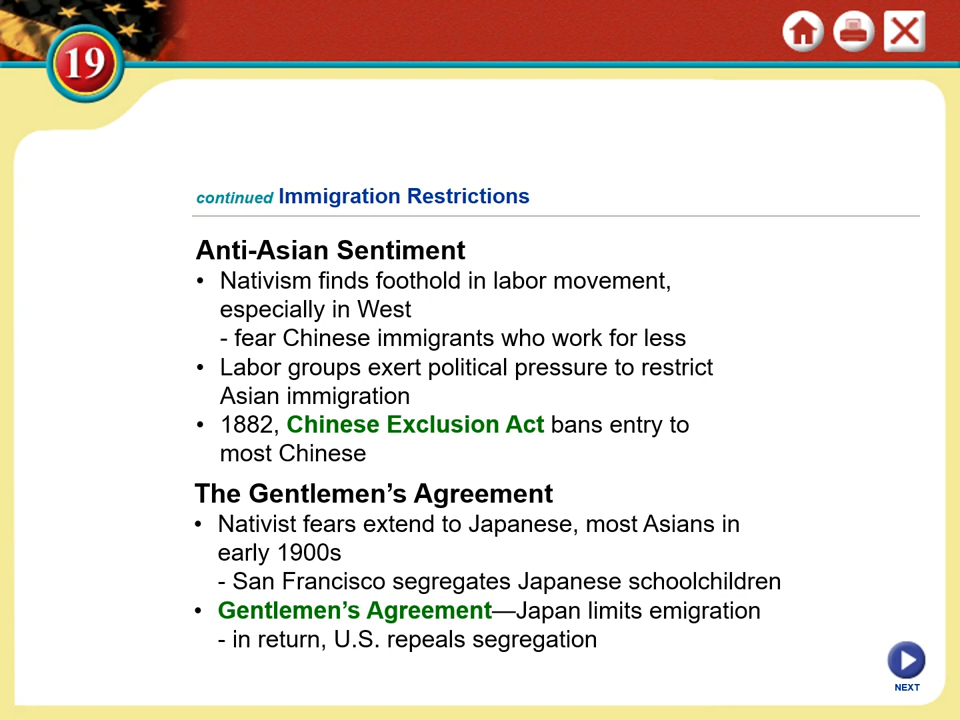 19
continued Immigration Restrictions
Anti-Asian Sentiment
• Nativism finds foothold in labor movement,
especially in West
- fear Chinese immigrants who work for less
• Labor groups exert political pressure to restrict
Asian immigration
• 1882, Chinese Exclusion Act bans entry to
most Chinese
The Gentlemen’s Agreement
• Nativist fears extend to Japanese, most Asians in
early 1900s
- San Francisco segregates Japanese schoolchildren
• Gentlemen’s Agreement—Japan limits emigration
- in return, U.S. repeals segregation
NEXT